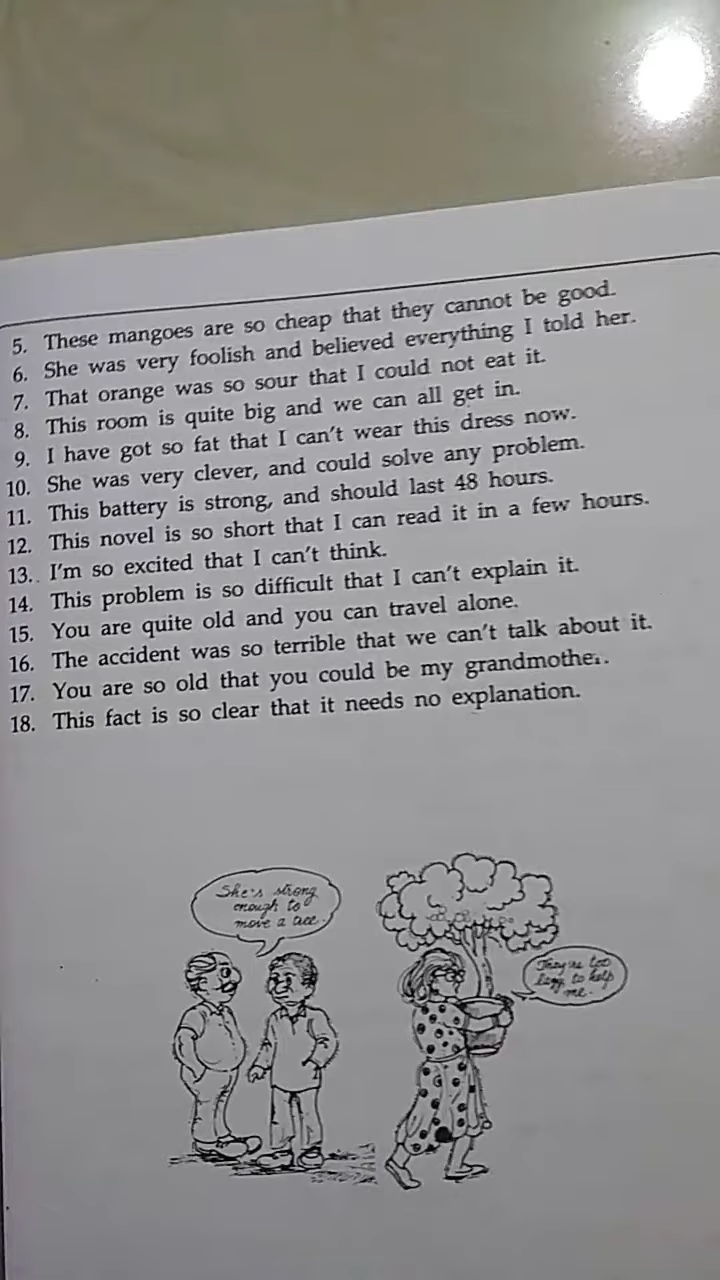 5. These mangoes are so cheap that they cannot be good.
6. She was very foolish and believed everything I told her.
7. That orange was so sour that I could not eat it.
8. This room is quite big and we can all get in.
9. I have got so fat that I can't wear this dress now.
10. She was very clever, and could solve any problem.
11. This battery is strong, and should last 48 hours.
12. This novel is so short that I can read it in a few hours.
13. I'm so excited that I can't think.
14. This problem is so difficult that I can't explain it.
15. You are quite old and you can travel alone.
16. The accident was so terrible that we can't talk about it.
17. You are so old that you could be my grandmother.
18. This fact is so clear that it needs no explanation.
She's strong
enough to
move a tree.
They're too
lazy to help
me.